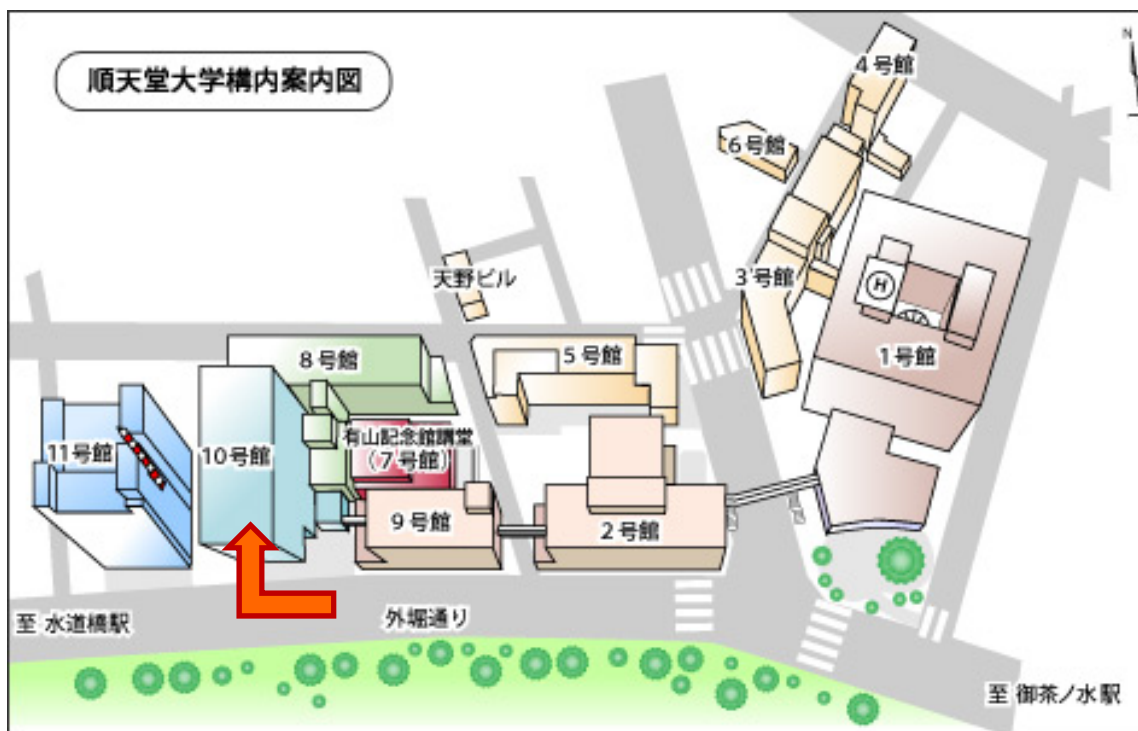 順天堂大学構内案内図
N
4号館
6号館
3号館
H
1号館
天野ビル
8号館
5号館
11号館
10号館
有山記念館講堂
(7号館)
9号館
2号館
至 水道橋駅
外堀通り
至 御茶ノ水駅